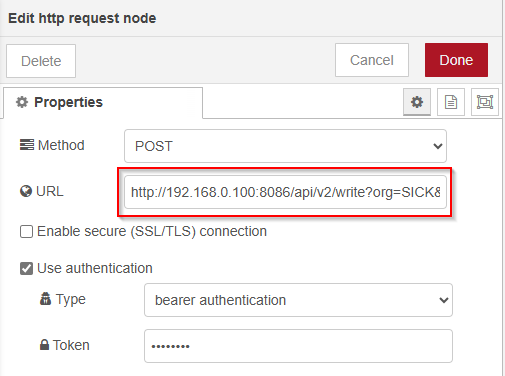 Edit http request node
Delete
Cancel
Done
Properties
Method
POST
URL
http://192.168.0.100:8086/api/v2/write?org=SICK&
Enable secure (SSL/TLS) connection
Use authentication
Type
bearer authentication
Token
••••••••